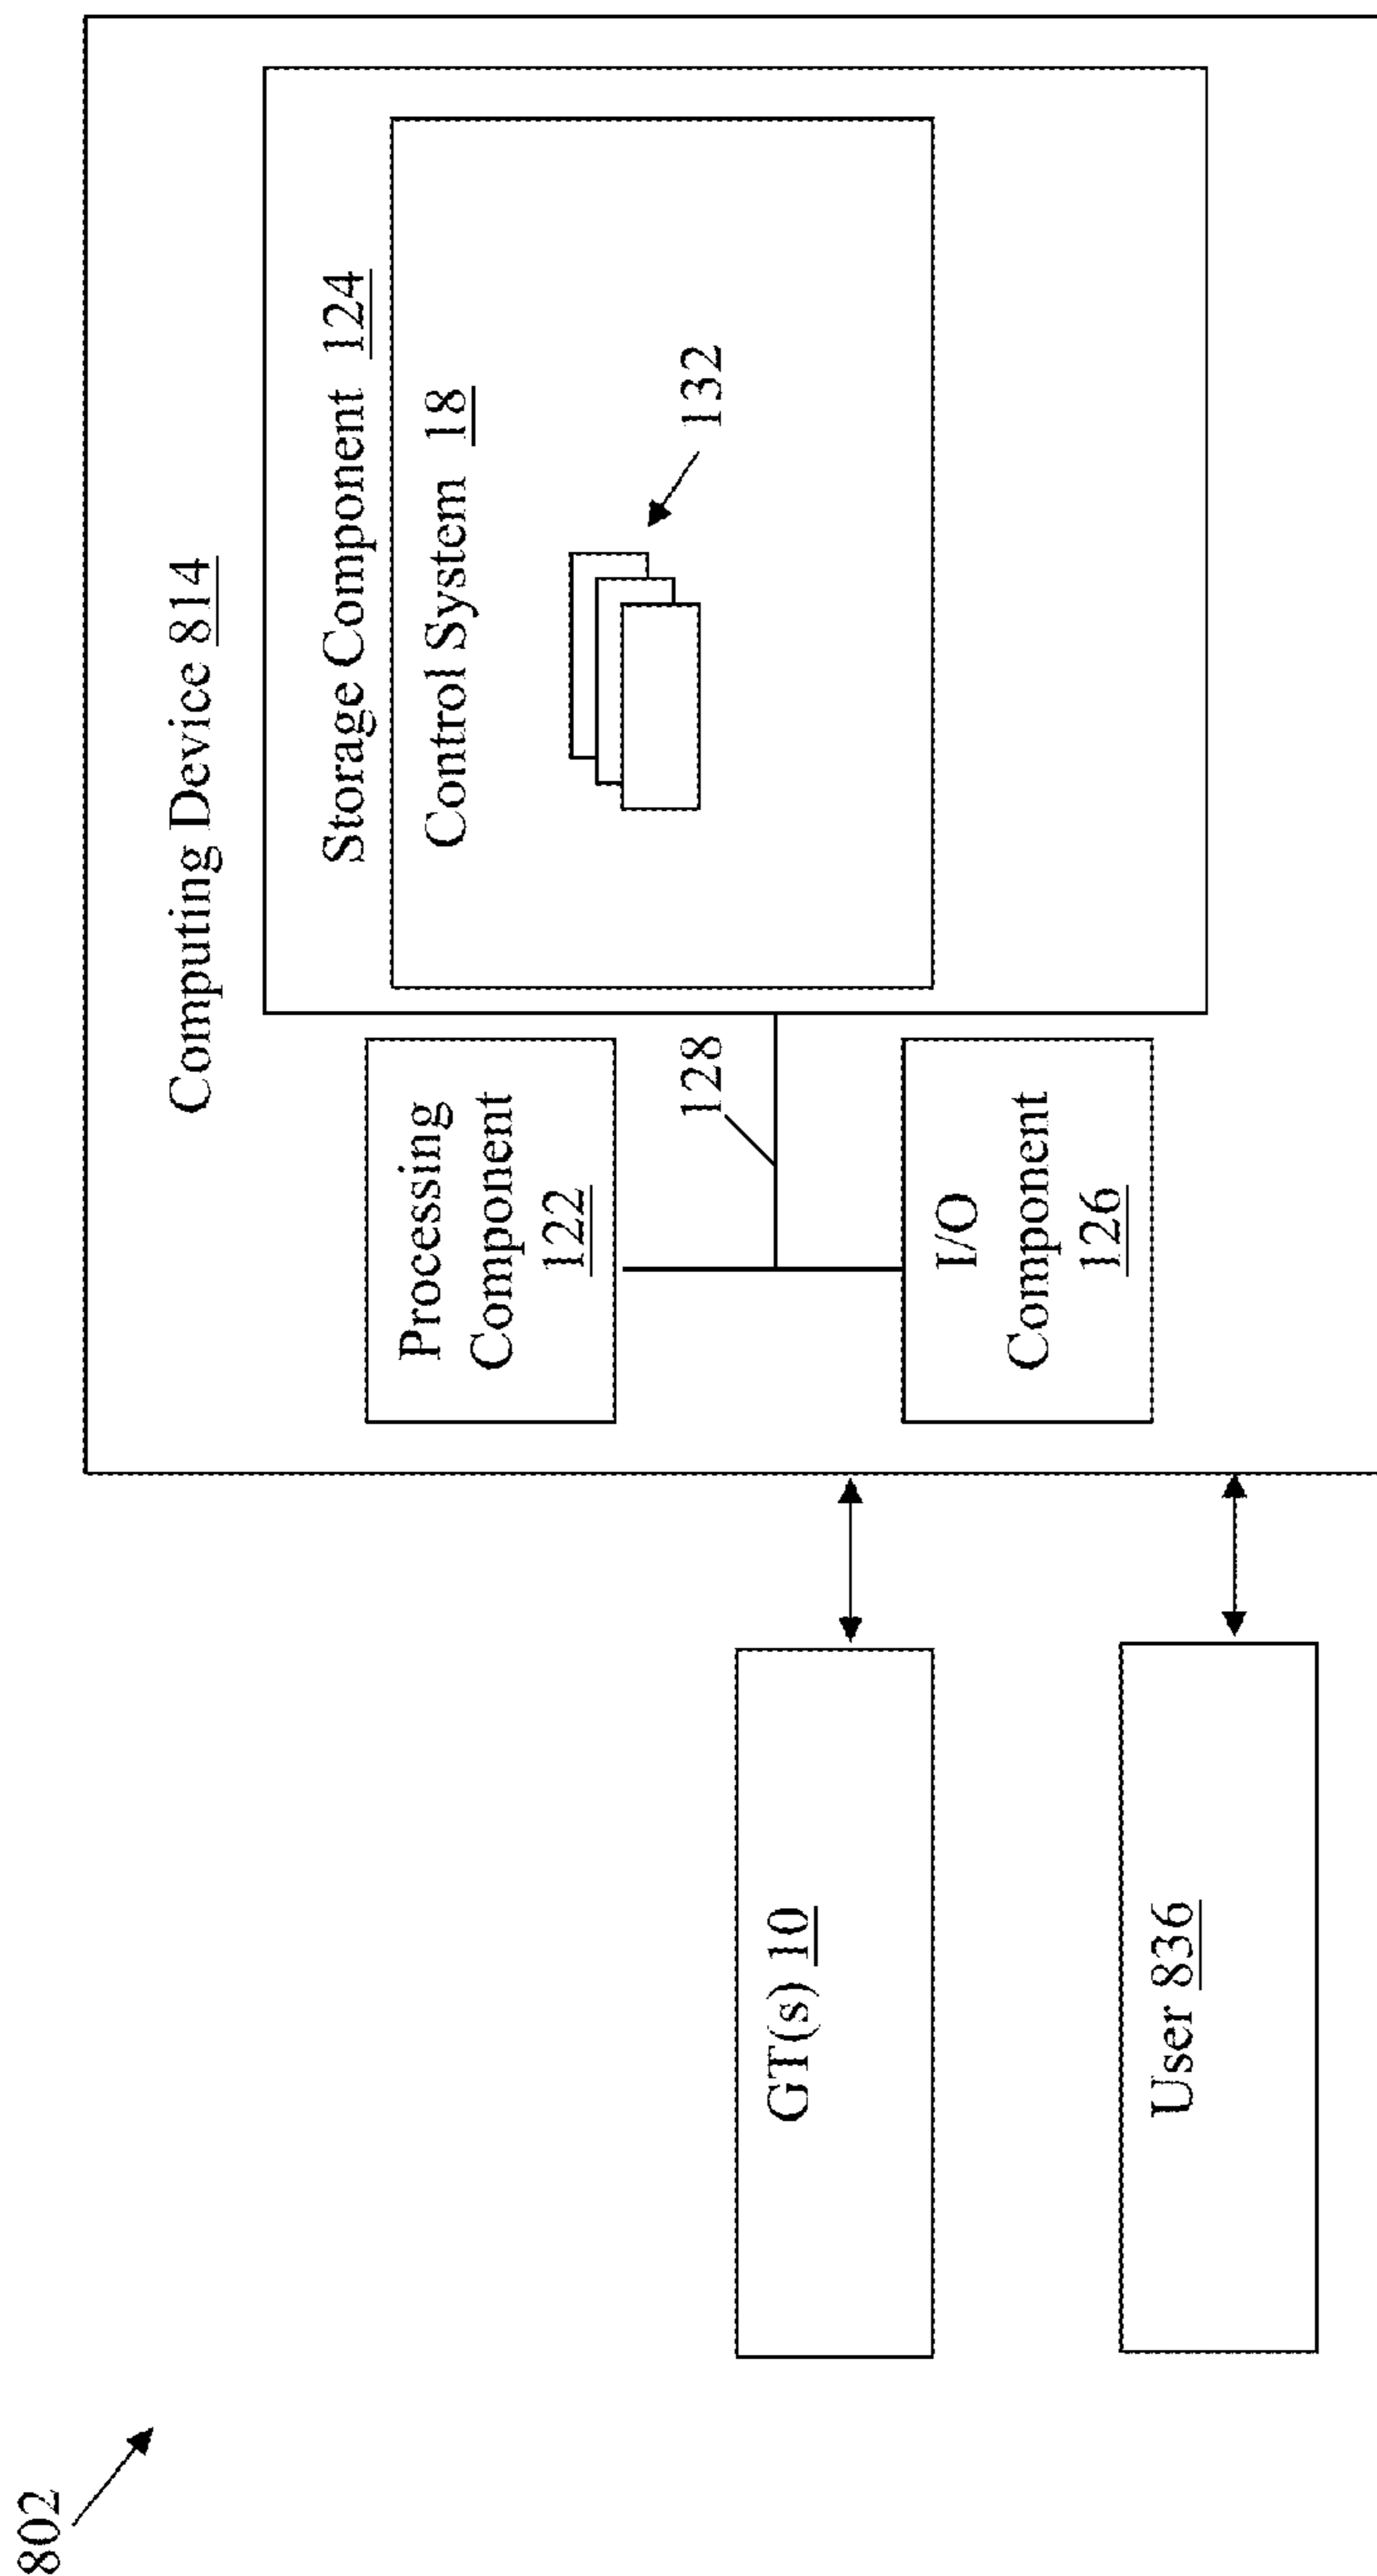 802
Computing Device 814
Storage Component 124
Control System 18
132
Processing
Component
122
128
I/O
Component
126
GT(s) 10
User 836